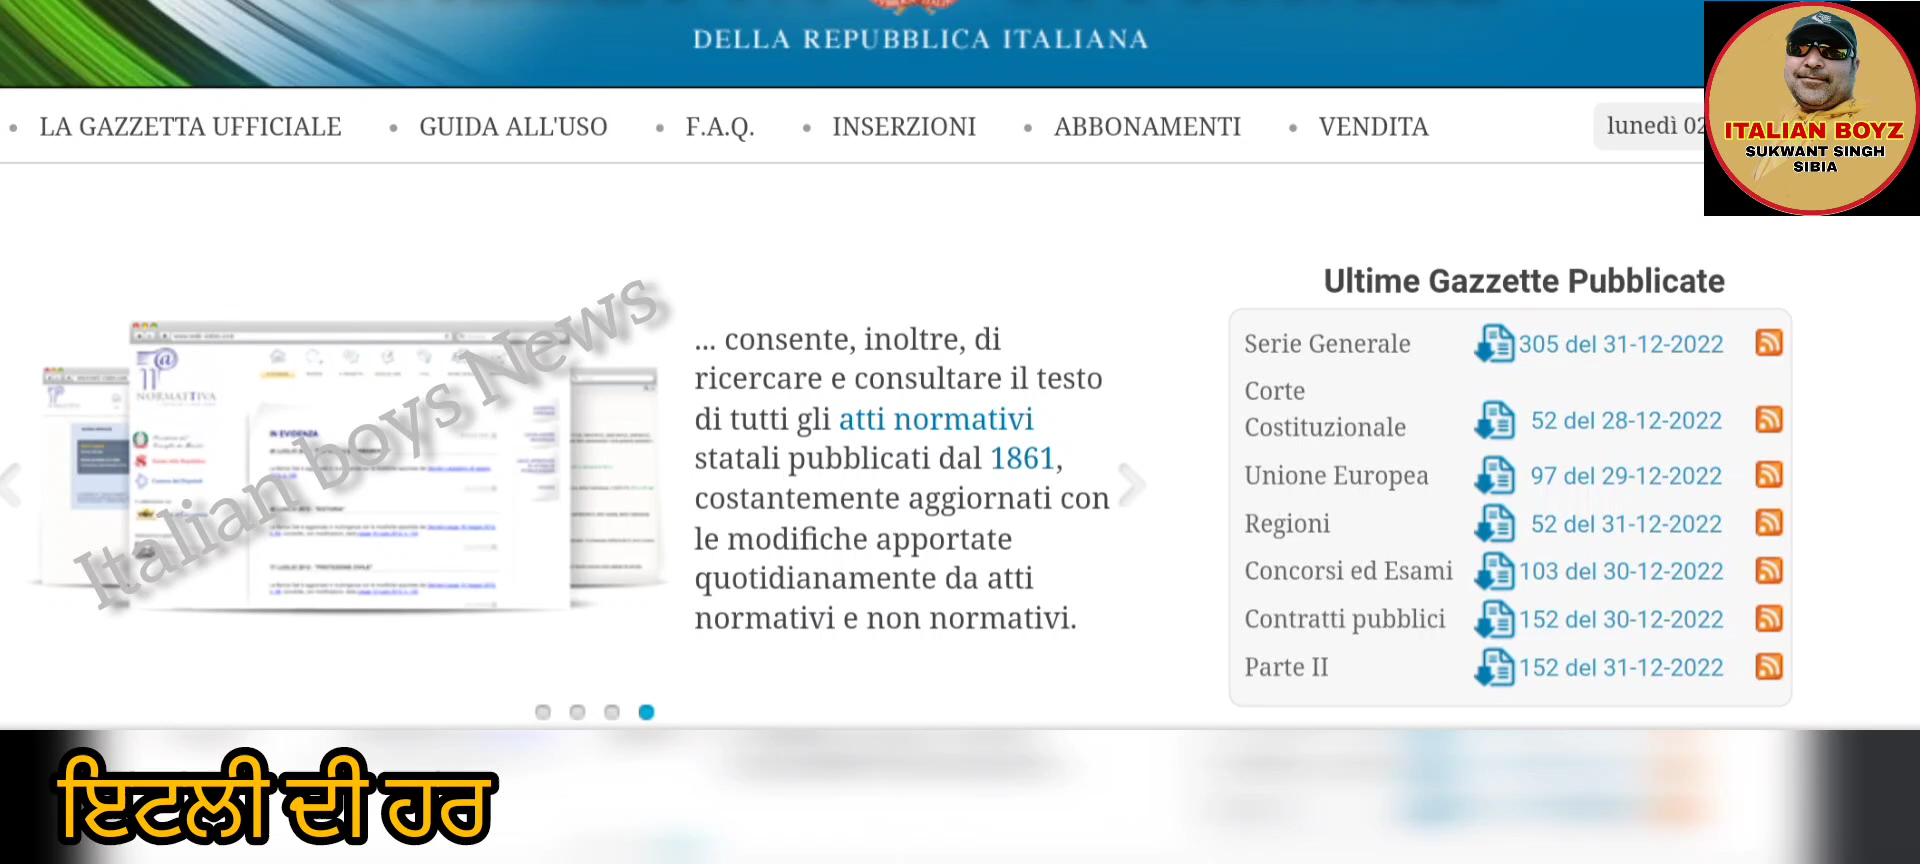 DELLA REPUBBLICA ITALIANA
• LA GAZZETTA UFFICIALE • GUIDA ALL'USO • F.A.Q. • INSERZIONI • ABBONAMENTI • VENDITA
lunedì 02
ITALIAN BOYZ
SUKWANT SINGH
SIBIA
Italian boys News
NORMATTIVA
IN EVIDENZA
... consente, inoltre, di
ricercare e consultare il testo
di tutti gli atti normativi
statali pubblicati dal 1861,
costantemente aggiornati con
le modifiche apportate
quotidianamente da atti
normativi e non normativi.
Ultime Gazzette Pubblicate
Serie Generale 305 del 31-12-2022
Corte
Costituzionale 52 del 28-12-2022
Unione Europea 97 del 29-12-2022
Regioni 52 del 31-12-2022
Concorsi ed Esami 103 del 30-12-2022
Contratti pubblici 152 del 30-12-2022
Parte II 152 del 31-12-2022
ਇਟਲੀ ਦੀ ਹਰ